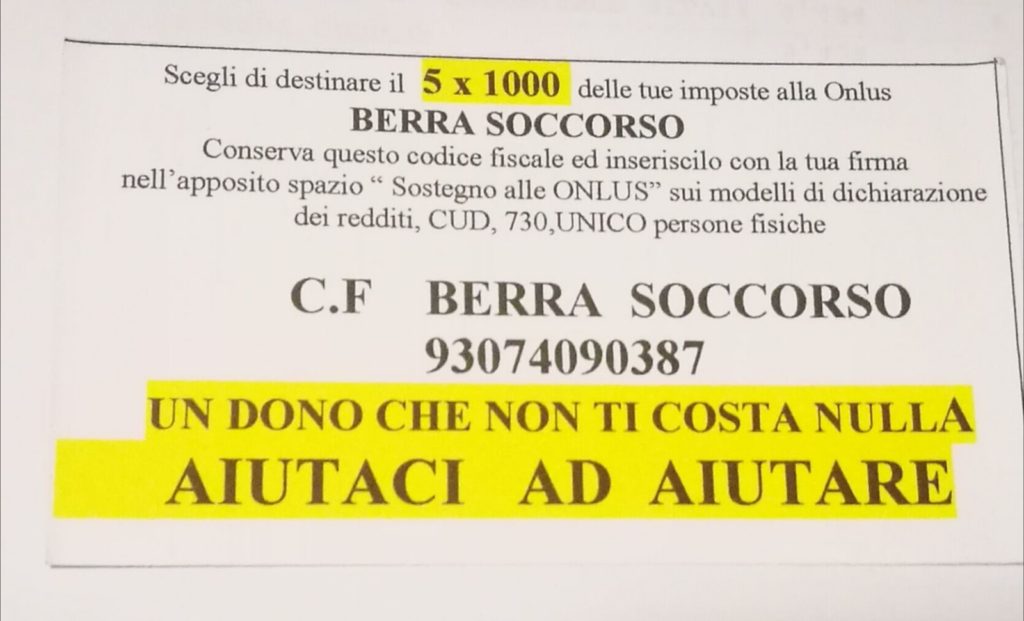 Scegli di destinare il 5 x 1000 delle tue imposte alla Onlus
BERRA SOCCORSO
Conserva questo codice fiscale ed inseriscilo con la tua firma
nell'apposito spazio “ Sostegno alle ONLUS” sui modelli di dichiarazione
dei redditi, CUD, 730,UNICO persone fisiche
C.F BERRA SOCCORSO
93074090387
UN DONO CHE NON TI COSTA NULLA
AIUTACI AD AIUTARE